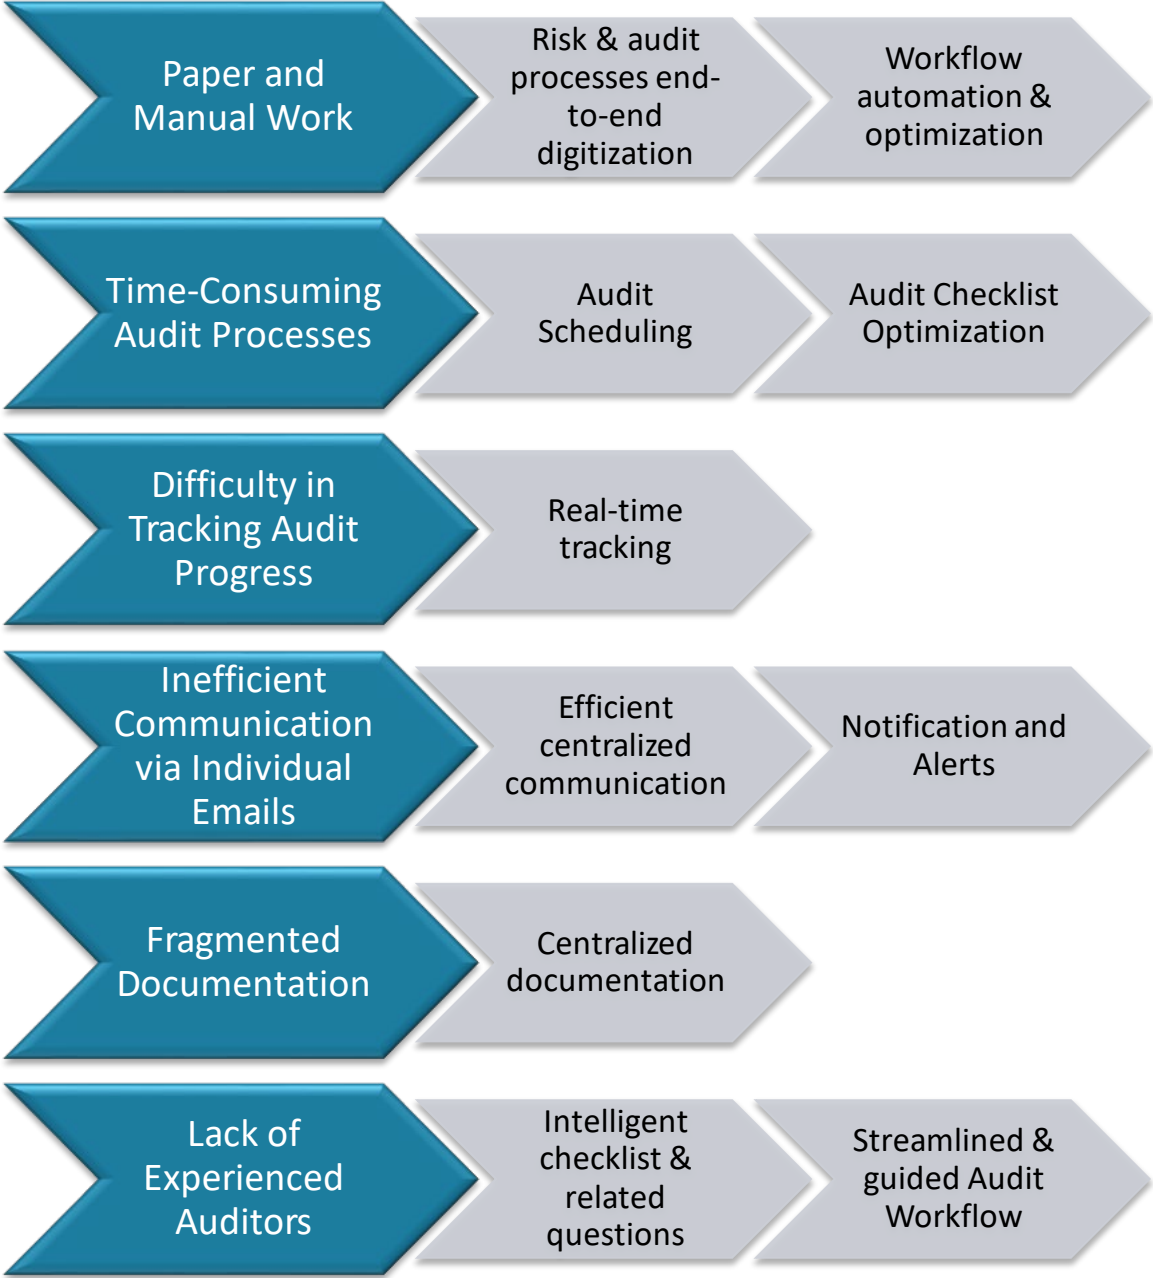 Paper and
Manual Work
Risk & audit
processes end-
to-end
digitization
Workflow
automation &
optimization
Time-Consuming
Audit Processes
Audit
Scheduling
Audit Checklist
Optimization
Difficulty in
Tracking Audit
Progress
Real-time
tracking
Inefficient
Communication
via Individual
Emails
Efficient
centralized
communication
Notification and
Alerts
Fragmented
Documentation
Centralized
documentation
Lack of
Experienced
Auditors
Intelligent
checklist &
related
questions
Streamlined &
guided Audit
Workflow